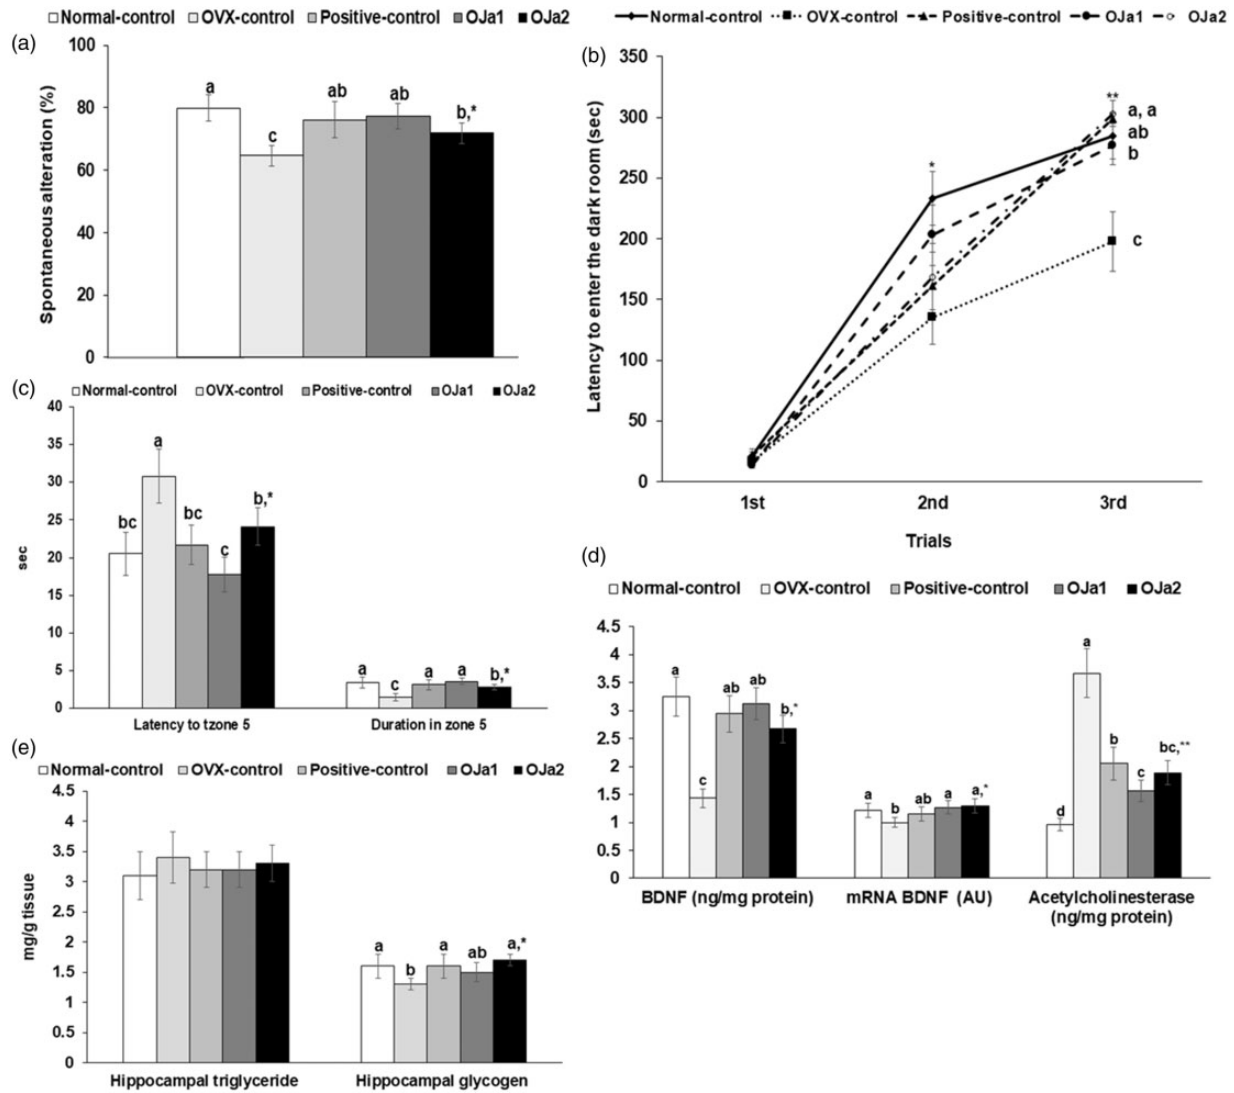 Normal-control OVX-control Positive-control OJa1 OJa2
(a)
Spontaneous alteration (%)
100
80
60
40
20
0
a
c
ab
ab
b,*
Normal-control OVX-control Positive-control OJa1 OJa2
(b)
Latency to enter the dark room (sec)
350
300
250
200
150
100
50
0
*
**
a, a
ab
b
c
1st 2nd 3rd
Trials
(c)
Normal-control OVX-control Positive-control OJa1 OJa2
sec
40
35
30
25
20
15
10
5
0
bc
a
bc
c
b,*
a
c
a
a
b,*
Latency to tzone 5 Duration in zone 5
(d)
Normal-control OVX-control Positive-control OJa1 OJa2
4.5
4
3.5
3
2.5
2
1.5
1
0.5
0
a
c
ab
ab
b,*
a
b
ab
a
a,*
d
a
b
c
bc,**
BDNF (ng/mg protein) mRNA BDNF (AU) Acetylcholinesterase
(ng/mg protein)
(e)
Normal-control OVX-control Positive-control OJa1 OJa2
mg/g tissue
4.5
4
3.5
3
2.5
2
1.5
1
0.5
0
a
b
a
ab
a,*
Hippocampal triglyceride Hippocampal glycogen